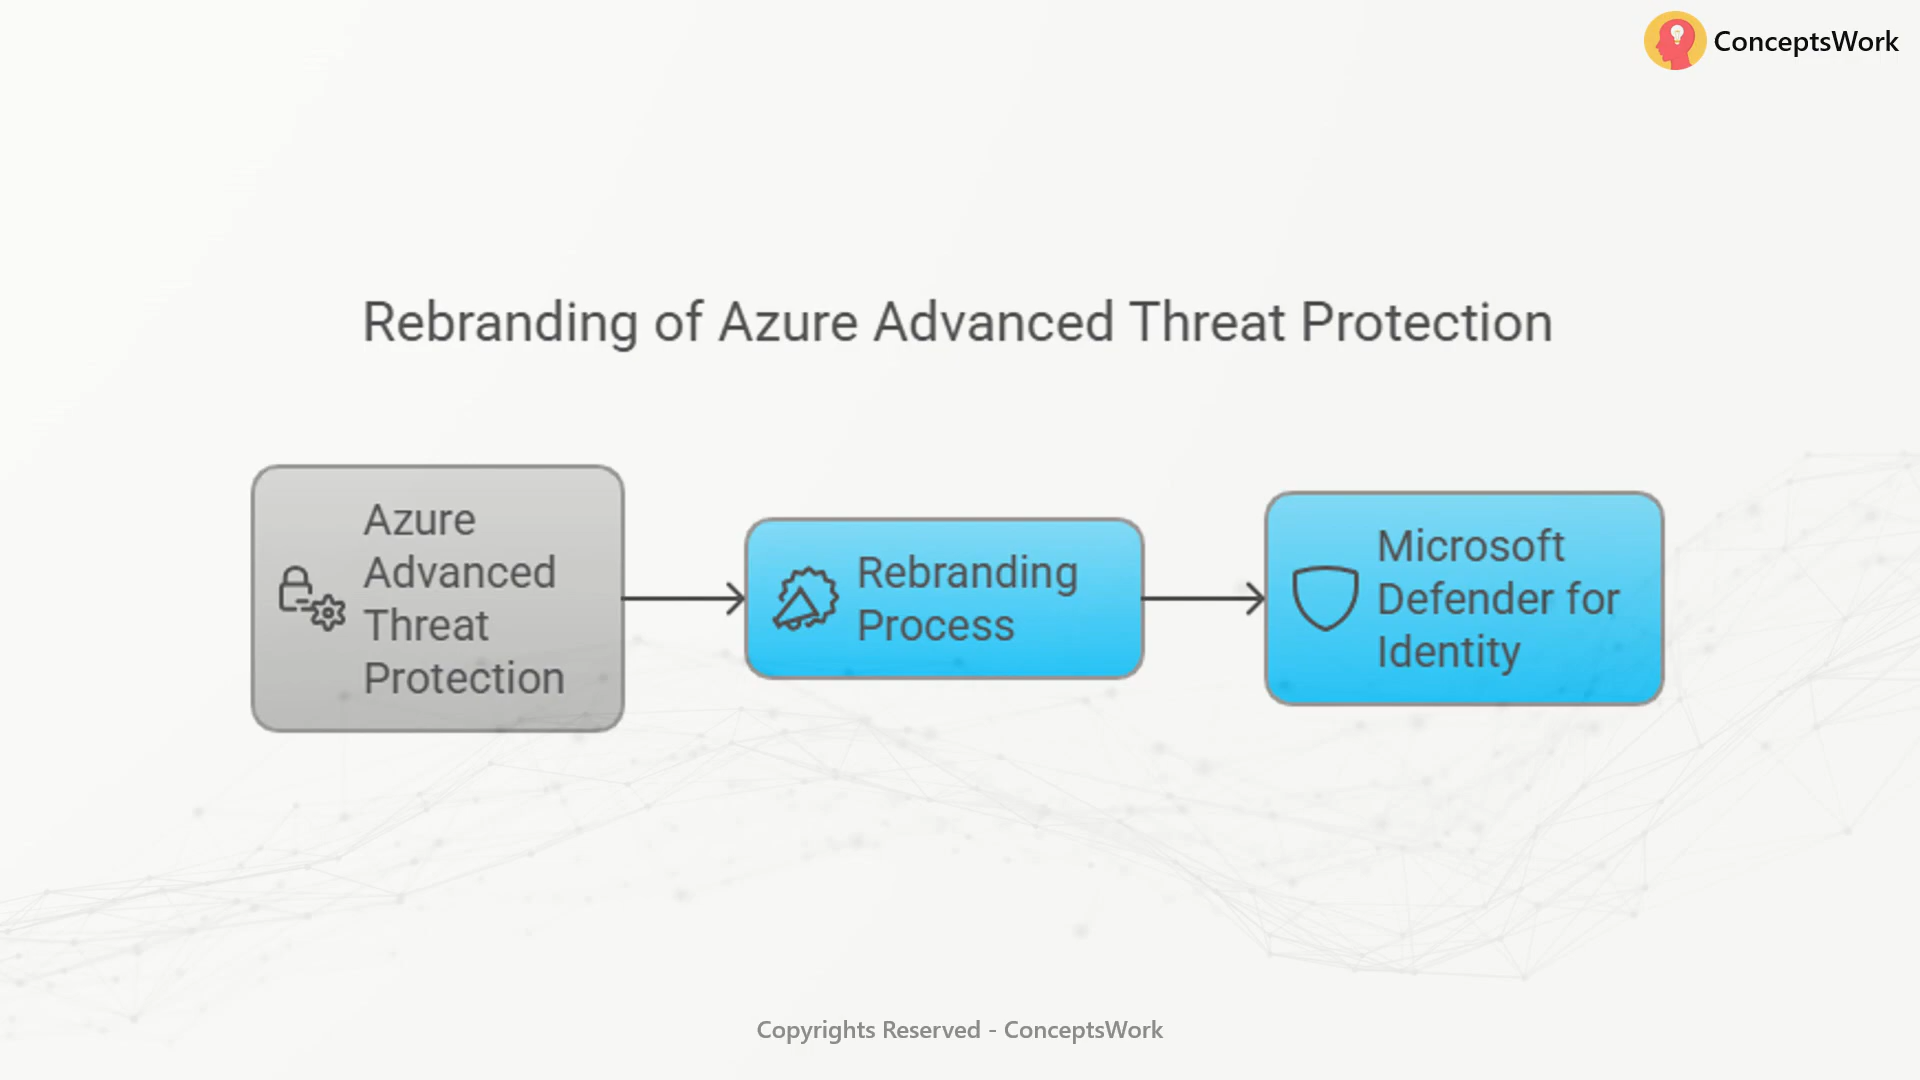 ConceptsWork
Rebranding of Azure Advanced Threat Protection
Azure
Advanced
Threat
Protection
Rebranding
Process
Microsoft
Defender for
Identity
Copyrights Reserved - ConceptsWork